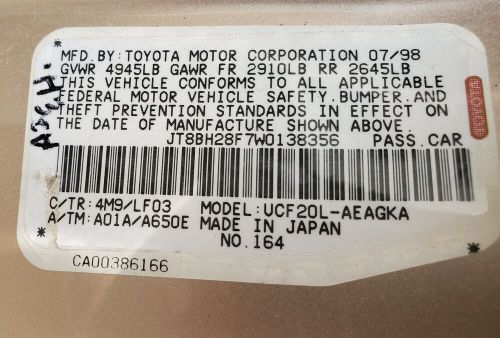 MFD. BY: TOYOTA MOTOR CORPORATION 07/98
GVWR 4945LB GAWR FR 2910LB RR 2645LB
THIS VEHICLE CONFORMS TO ALL APPLICABLE
FEDERAL MOTOR VEHICLE SAFETY, BUMPER, AND
THEFT PREVENTION STANDARDS IN EFFECT ON
THE DATE OF MANUFACTURE SHOWN ABOVE.
JT8BH28F7W0138356 PASS. CAR
C/TR: 4M9/LF03 MODEL: UCF20L-AEAGKA
A/TM: A01A/A650E MADE IN JAPAN
NO. 164
CA00386166